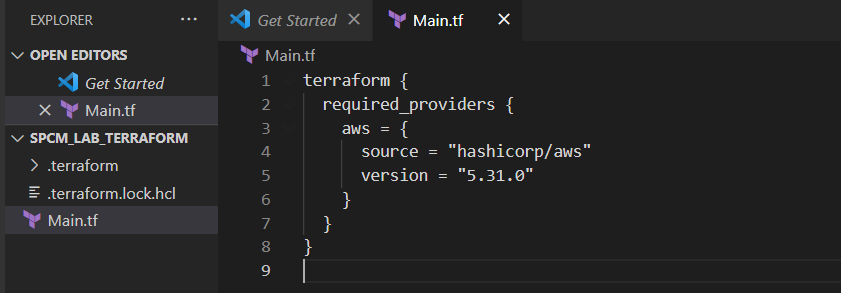 EXPLORER
OPEN EDITORS
Get Started
Main.tf
SPCM_LAB_TERRAFORM
.terraform
.terraform.lock.hcl
Main.tf
Get Started
Main.tf
Main.tf
1 terraform {
2   required_providers {
3     aws = {
4       source = "hashicorp/aws"
5       version = "5.31.0"
6     }
7   }
8 }
9